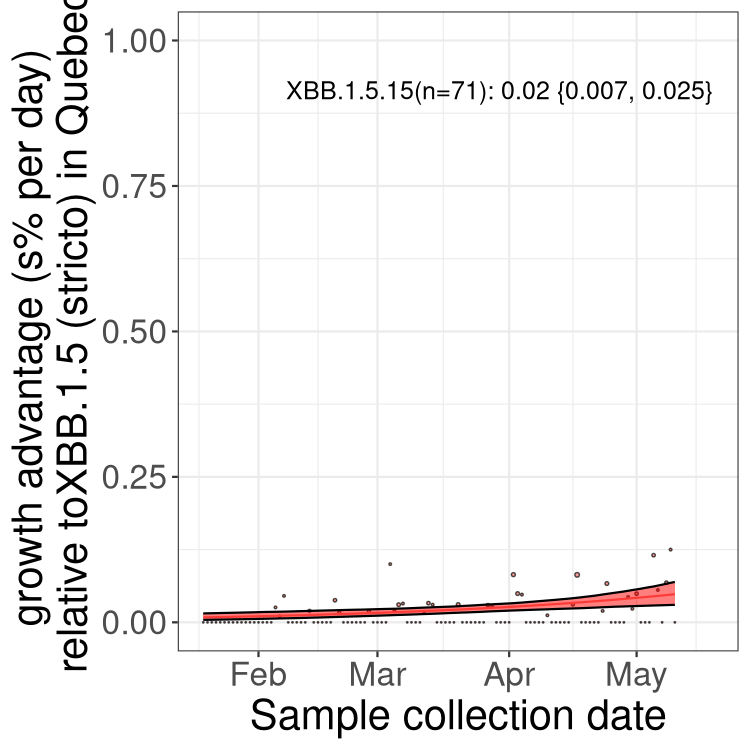 growth advantage (s% per day)
relative toXBB.1.5 (stricto) in Quebec
1.00
0.75
0.50
0.25
0.00
XBB.1.5.15(n=71): 0.02 {0.007, 0.025}
Feb
Mar
Apr
May
Sample collection date